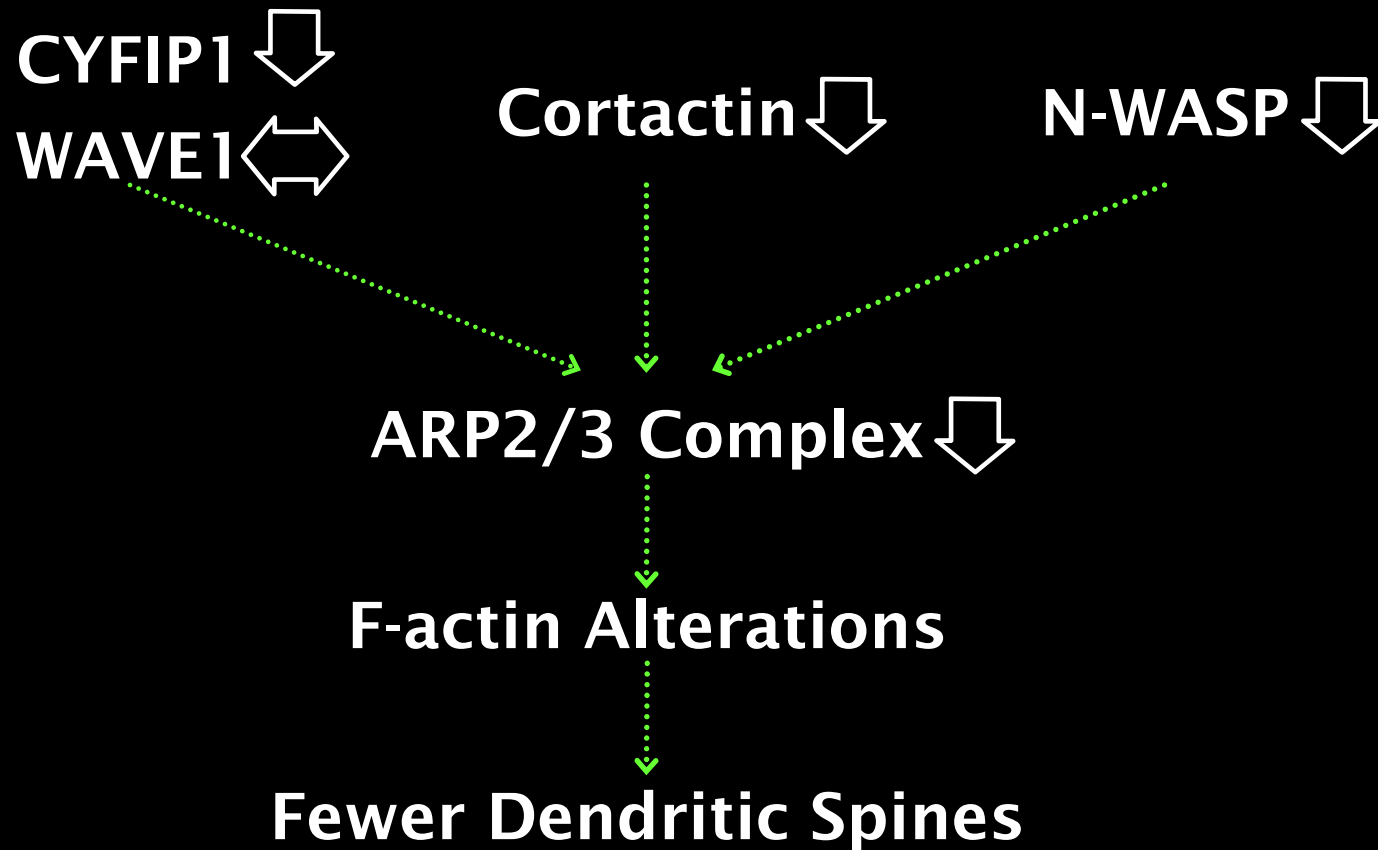 CYFIP1
WAVE1
Cortactin
N-WASP
ARP2/3 Complex
F-actin Alterations
Fewer Dendritic Spines